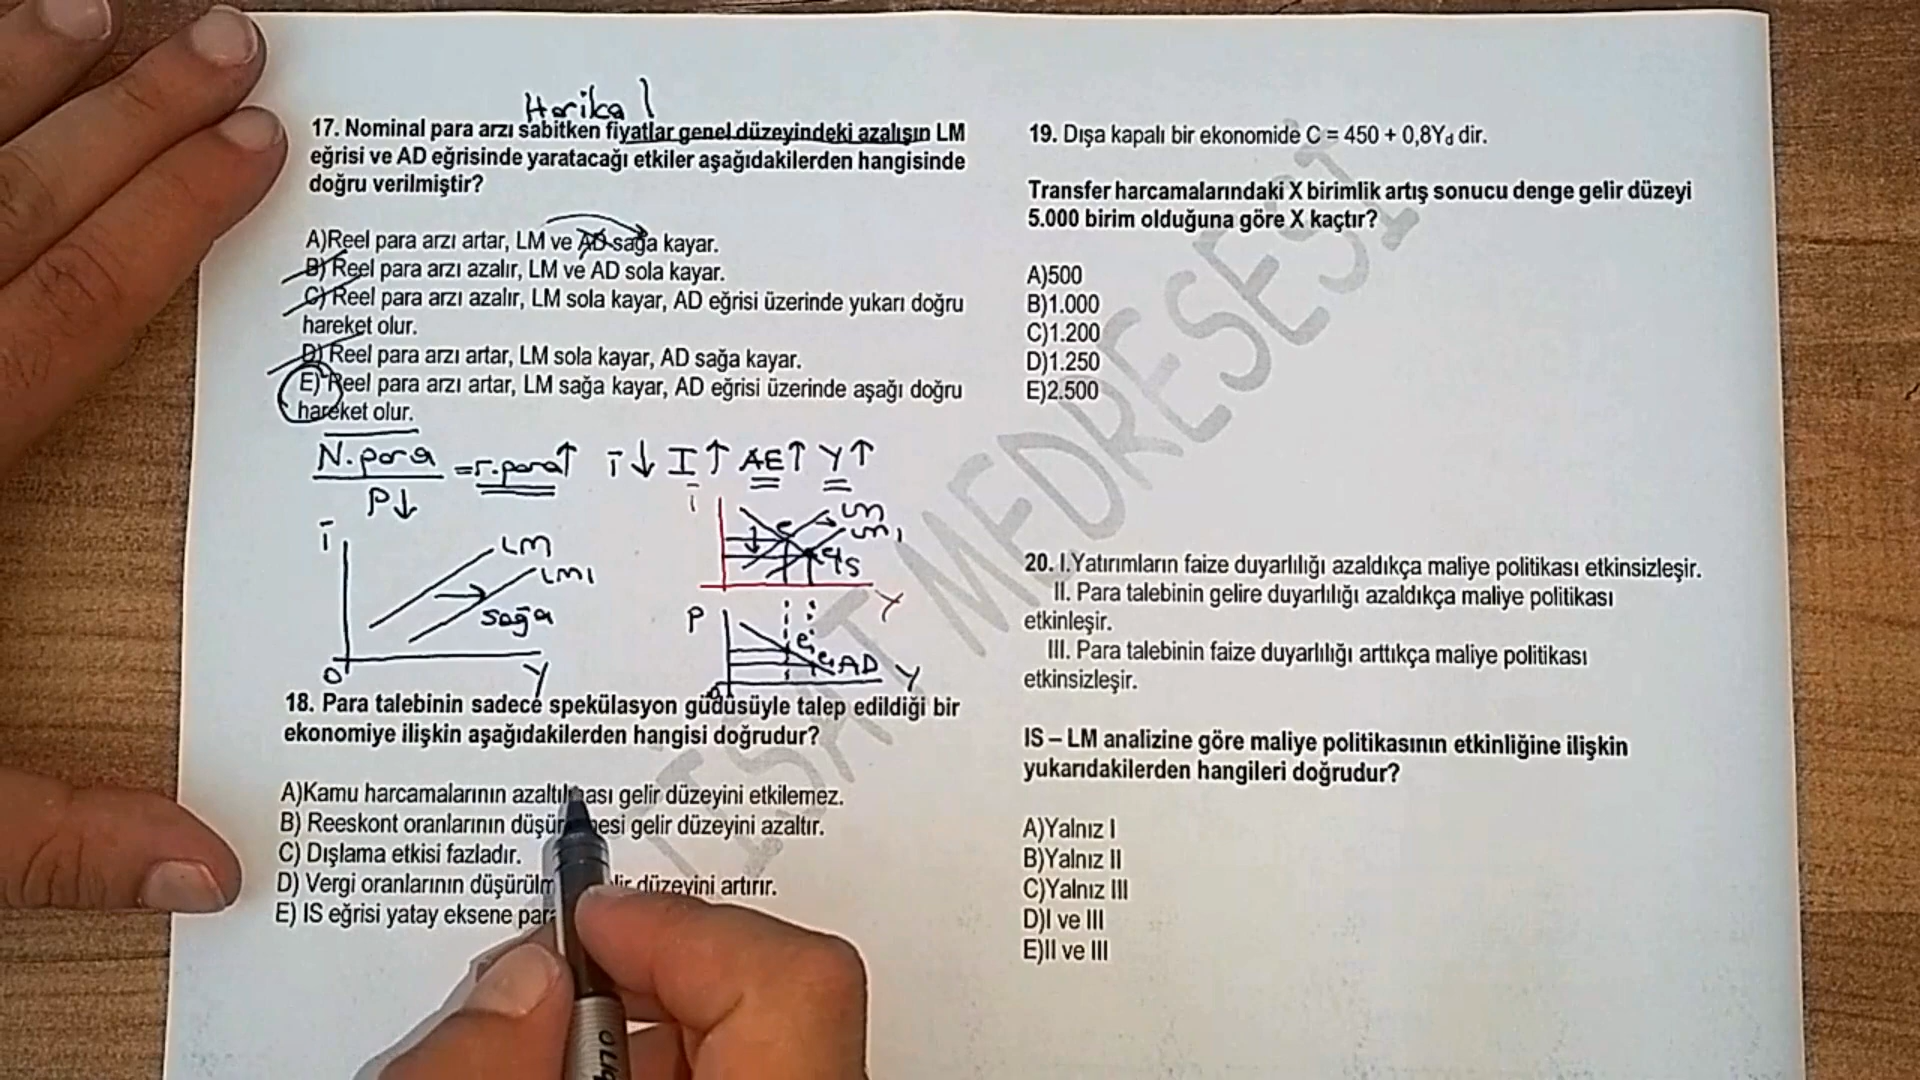 Harika !
17. Nominal para arzı sabitken fiyatlar genel düzeyindeki azalışın LM
eğrisi ve AD eğrisinde yaratacağı etkiler aşağıdakilerden hangisinde
doğru verilmiştir?
A)Reel para arzı artar, LM ve AD sağa kayar.
B) Reel para arzı azalır, LM ve AD sola kayar.
C) Reel para arzı azalır, LM sola kayar, AD eğrisi üzerinde yukarı doğru
hareket olur.
D) Reel para arzı artar, LM sola kayar, AD sağa kayar.
E) Reel para arzı artar, LM sağa kayar, AD eğrisi üzerinde aşağı doğru
hareket olur.
N.para = r.para↑ i↓ I↑ AE↑ Y↑
P↓
i LM LM1 sağa Y O
i LM LM1 e IS Y
P AD Y
18. Para talebinin sadece spekülasyon güdüsüyle talep edildiği bir
ekonomiye ilişkin aşağıdakilerden hangisi doğrudur?
A)Kamu harcamalarının gelir düzeyini etkilemez.
B) Reeskont oranlarının gelir düzeyini azaltır.
C) Dışlama etkisi fazladır.
D) Vergi oranlarının düzeyini artırır.
E) IS eğrisi yatay eksene
19. Dışa kapalı bir ekonomide C = 450 + 0,8Yd dir.
Transfer harcamalarındaki X birimlik artış sonucu denge gelir düzeyi
5.000 birim olduğuna göre X kaçtır?
A)500
B)1.000
C)1.200
D)1.250
E)2.500
20. I.Yatırımların faize duyarlılığı azaldıkça maliye politikası etkinsizleşir.
II. Para talebinin gelire duyarlılığı azaldıkça maliye politikası
etkinleşir.
III. Para talebinin faize duyarlılığı arttıkça maliye politikası
etkinsizleşir.
IS – LM analizine göre maliye politikasının etkinliğine ilişkin
yukarıdakilerden hangileri doğrudur?
A)Yalnız I
B)Yalnız II
C)Yalnız III
D)I ve III
E)II ve III
MEDRESESİ